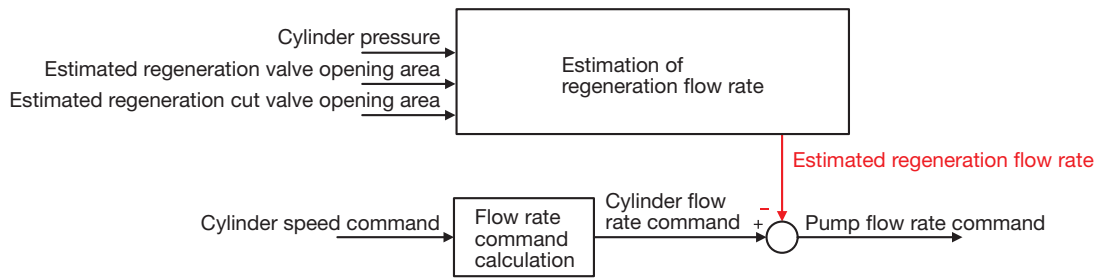 Cylinder pressure
Estimated regeneration valve opening area
Estimated regeneration cut valve opening area
Estimation of
regeneration flow rate
Estimated regeneration flow rate
Cylinder speed command
Flow rate
command
calculation
Cylinder flow
rate command
−
+
Pump flow rate command